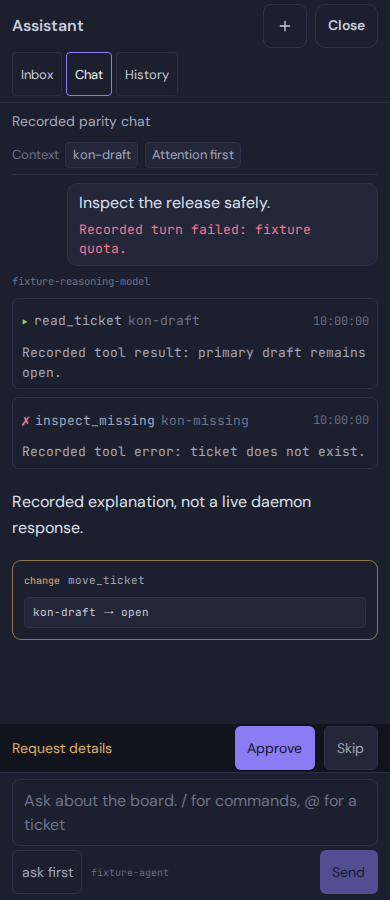 Assistant
+
Close
Inbox
Chat
History
Recorded parity chat
Context kon-draft Attention first
Inspect the release safely.
Recorded turn failed: fixture
quota.
fixture-reasoning-model
▸ read_ticket kon-draft 10:00:00
Recorded tool result: primary draft remains
open.
✗ inspect_missing kon-missing 10:00:00
Recorded tool error: ticket does not exist.
Recorded explanation, not a live daemon
response.
change move_ticket
kon-draft → open
Request details
Approve
Skip
Ask about the board. / for commands, @ for a
ticket
ask first
fixture-agent
Send